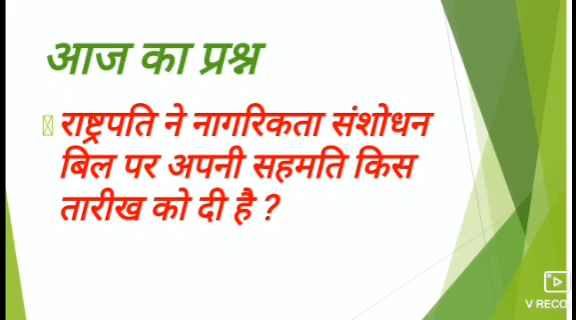 आज का प्रश्न
राष्ट्रपति ने नागरिकता संशोधन
बिल पर अपनी सहमति किस
तारीख को दी है ?
V RECO